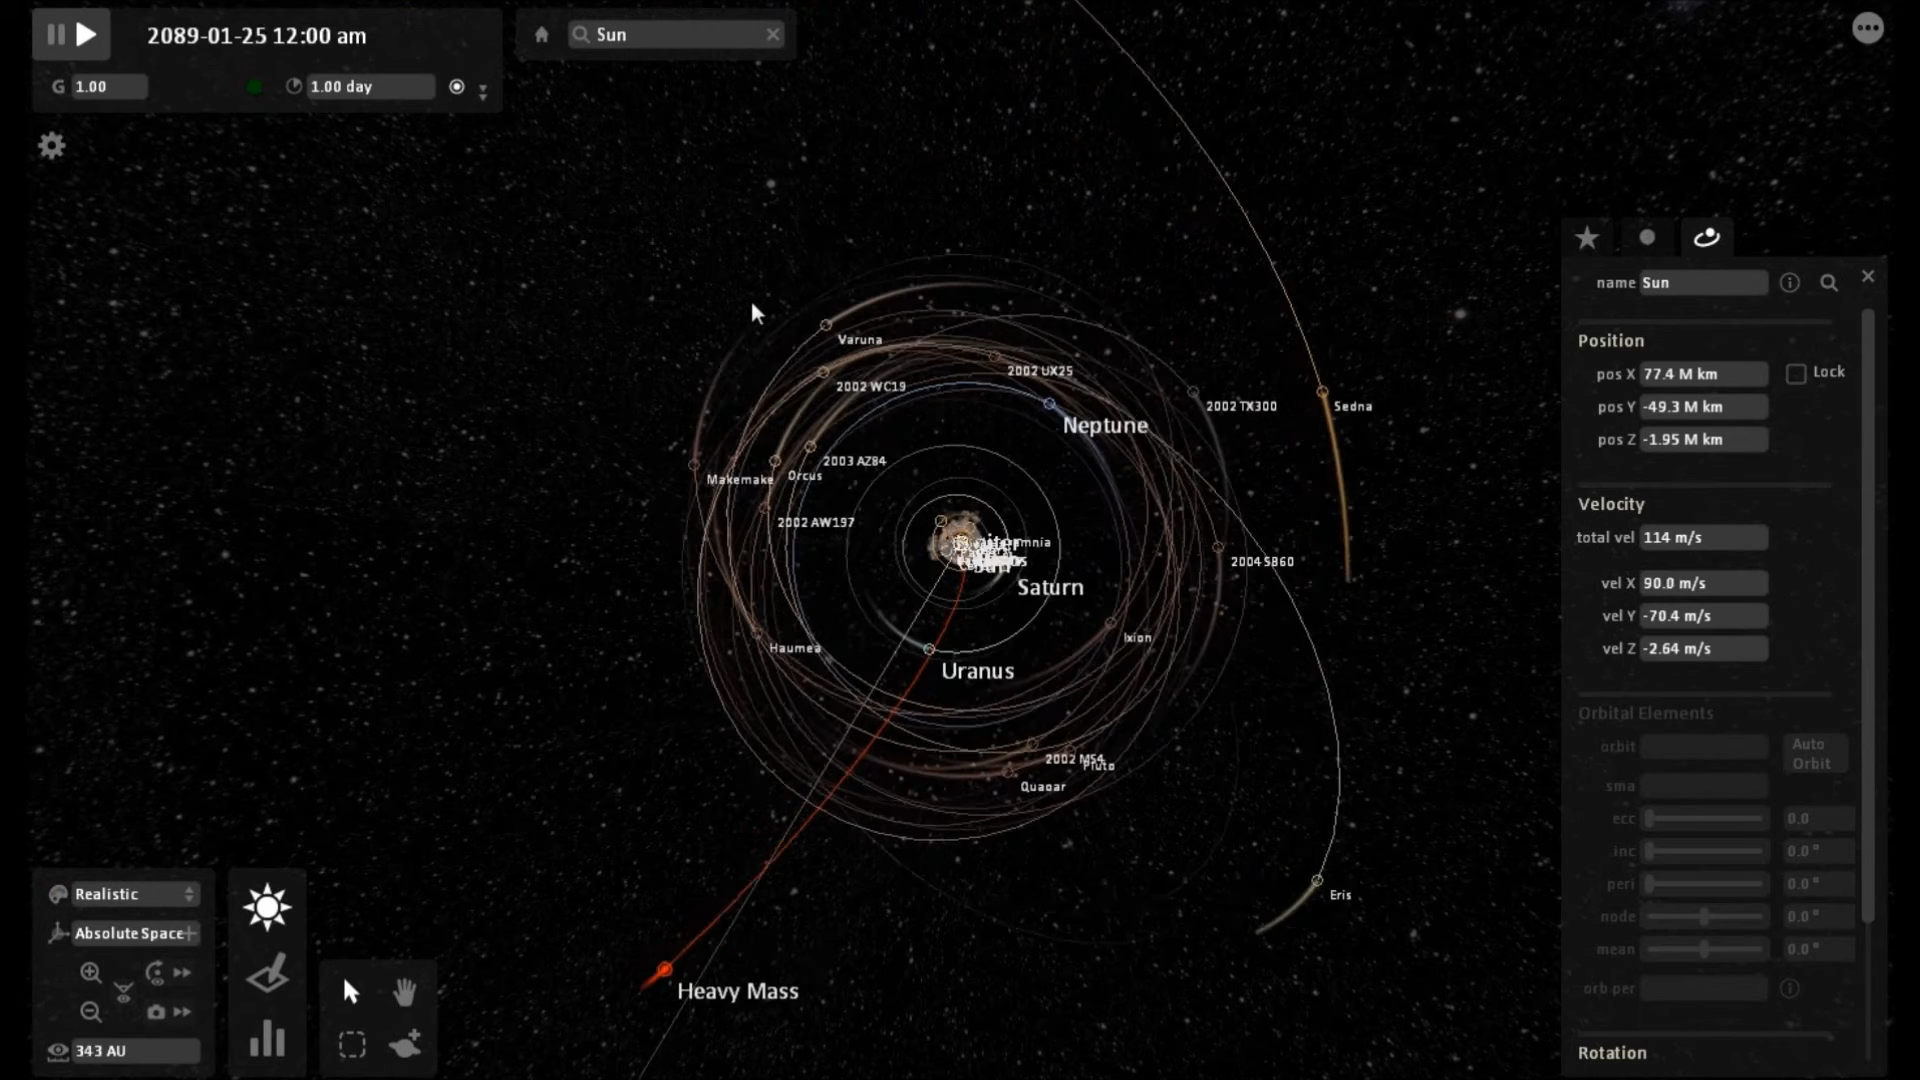 2089-01-25 12:00 am
G 1.00
1.00 day
Sun
name Sun
Position
pos X 77.4 M km
Lock
pos Y -49.3 M km
pos Z -1.95 M km
Velocity
total vel 114 m/s
vel X 90.0 m/s
vel Y -70.4 m/s
vel Z -2.64 m/s
Orbital Elements
orbit
Auto
Orbit
sma
ecc 0.0
inc 0.0 °
peri 0.0 °
node 0.0 °
mean 0.0 °
orb per
Rotation
Varuna
2002 UX25
2002 WC19
Sedna
2002 TX300
Neptune
2003 AZ84
Makemake
Orcus
2002 AW197
2004 SB60
Saturn
Ixion
Haumea
Uranus
2002 MS4
Pluto
Quaoar
Eris
Heavy Mass
Realistic
Absolute Space
343 AU